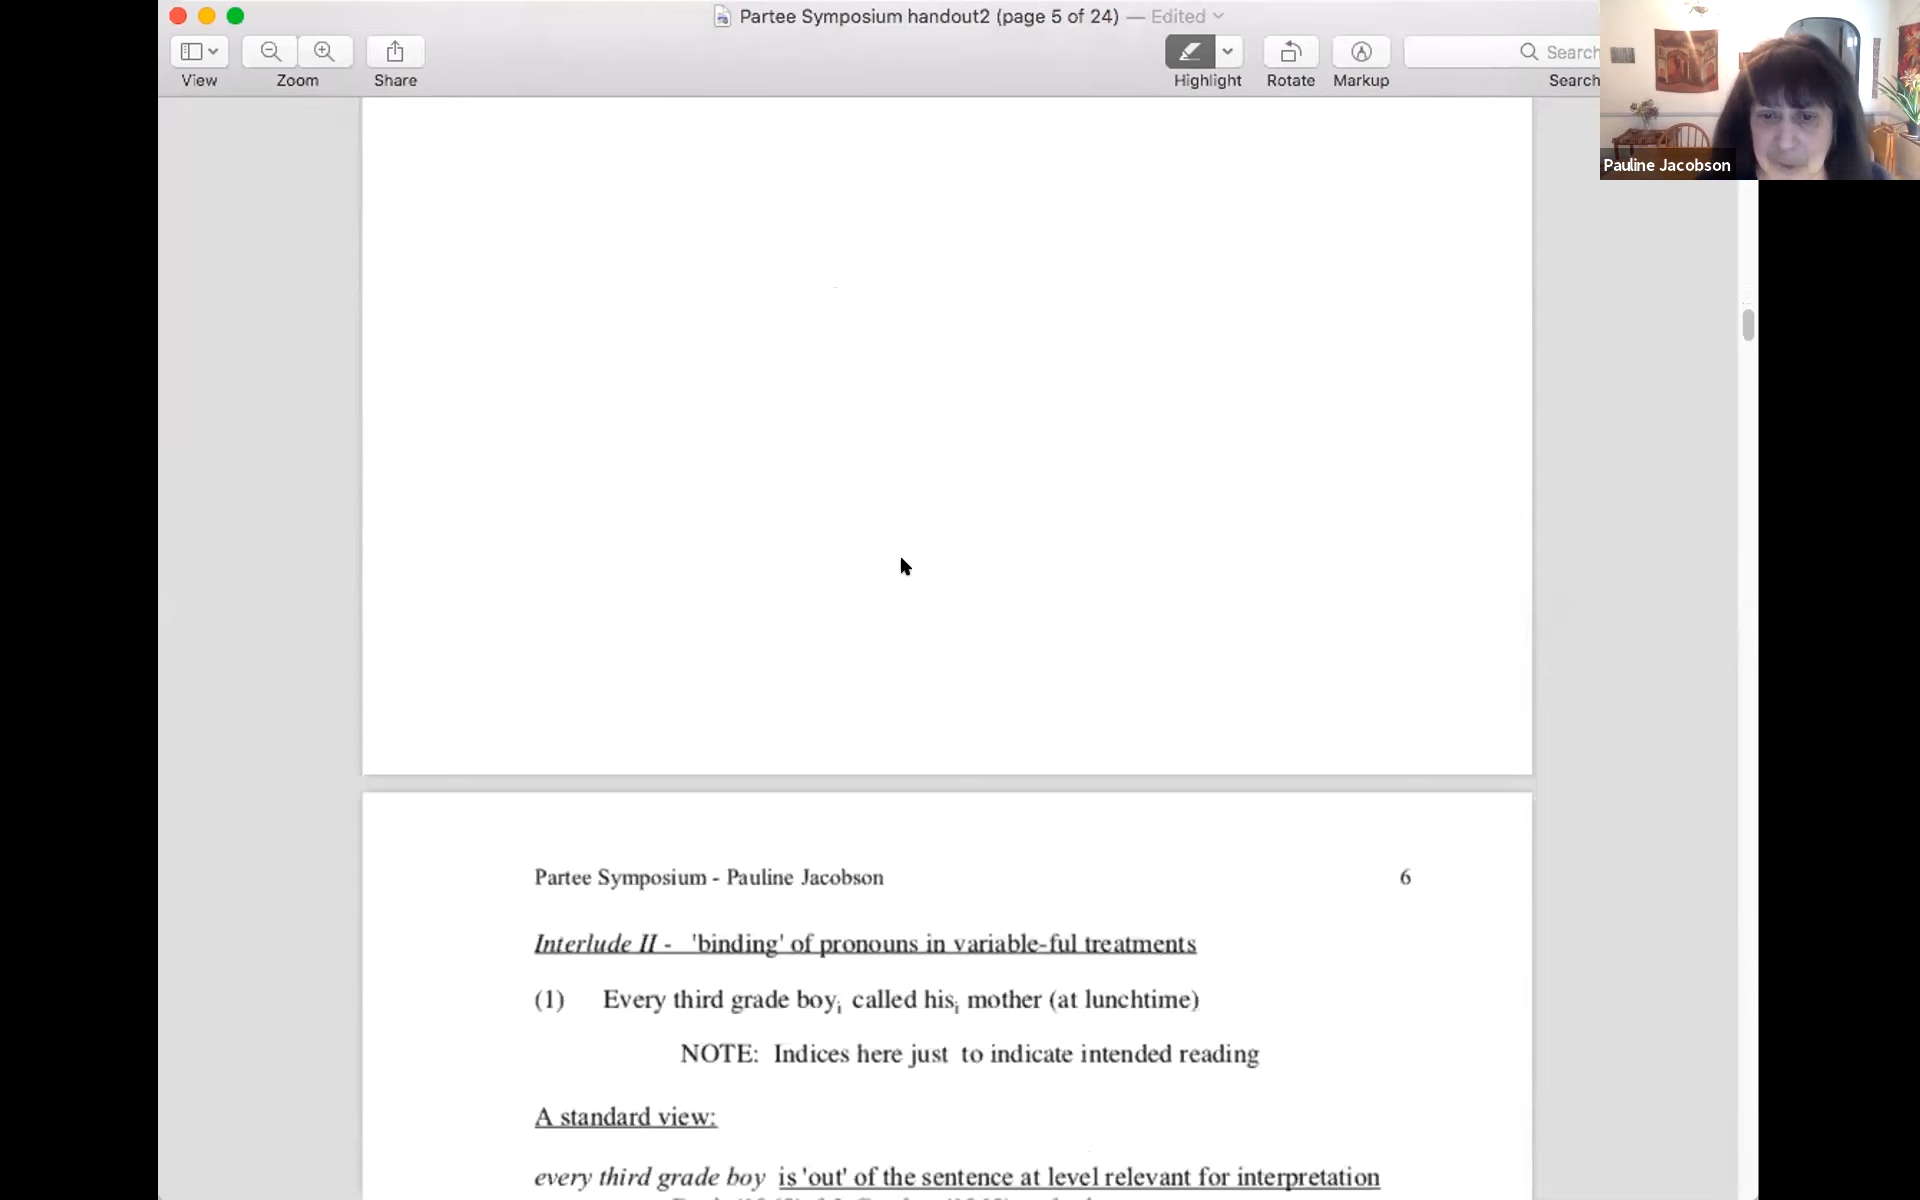 Partee Symposium handout2 (page 5 of 24) — Edited
View
Zoom
Share
Highlight
Rotate
Markup
Search
Search
Pauline Jacobson
Partee Symposium - Pauline Jacobson 6
Interlude II - 'binding' of pronouns in variable-ful treatments
(1) Every third grade boyᵢ called hisᵢ mother (at lunchtime)
NOTE: Indices here just to indicate intended reading
A standard view:
every third grade boy is 'out' of the sentence at level relevant for interpretation